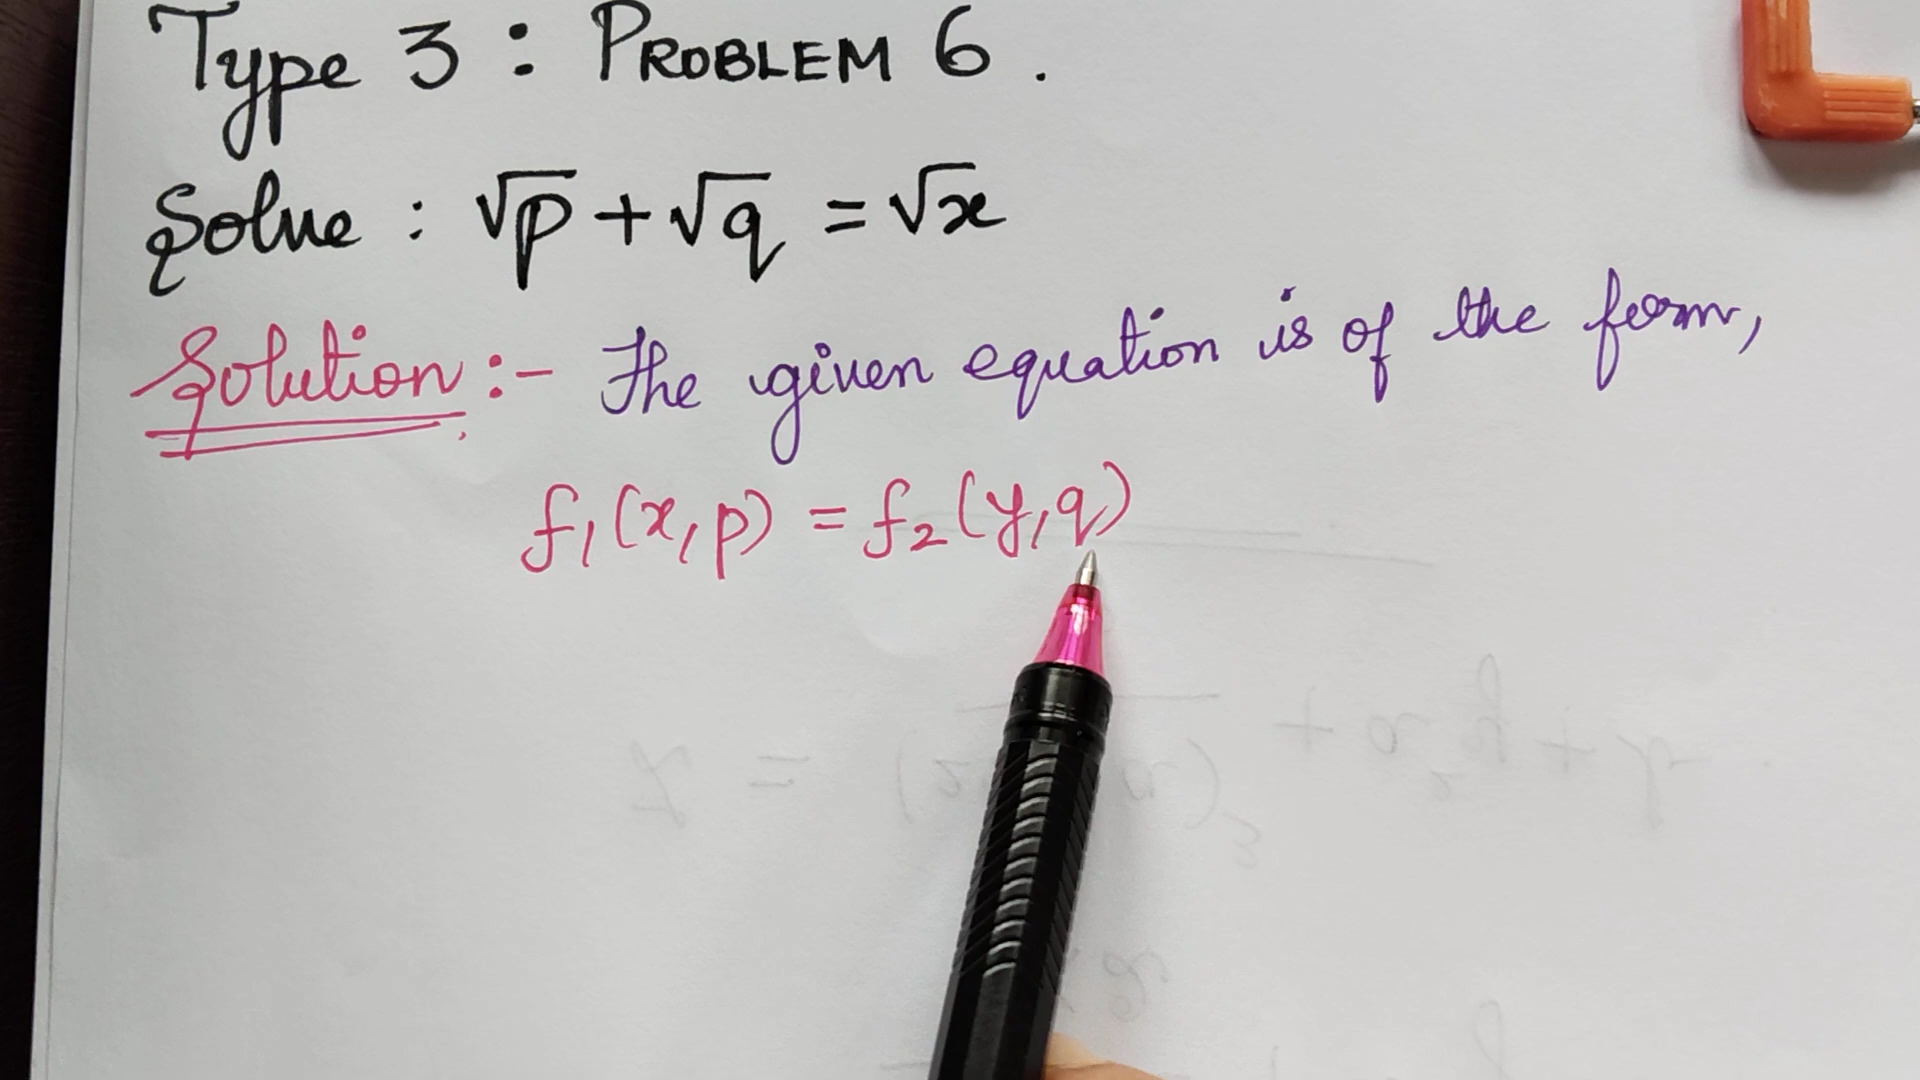 Type 3 : PROBLEM 6.
Solve : √p + √q = √x
Solution :- The given equation is of the form,
f₁(x, p) = f₂(y, q)